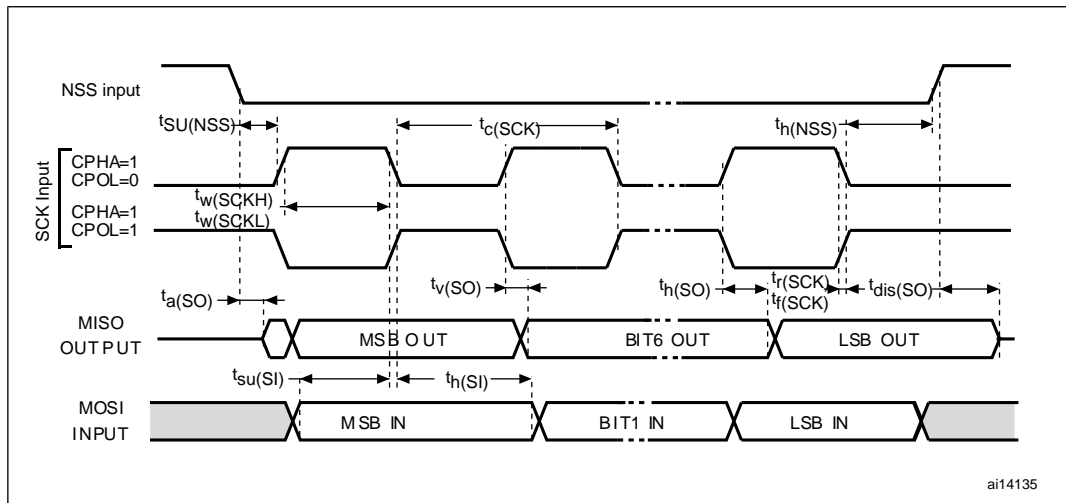 NSS input
tSU(NSS)
tc(SCK)
th(NSS)
SCK Input
CPHA=1
CPOL=0
tw(SCKH)
CPHA=1
tw(SCKL)
CPOL=1
ta(SO)
tv(SO)
th(SO)
tr(SCK)
tf(SCK)
tdis(SO)
MISO
OUTPUT
MSB OUT
BIT6 OUT
LSB OUT
tsu(SI)
th(SI)
MOSI
INPUT
MSB IN
BIT1 IN
LSB IN
ai14135